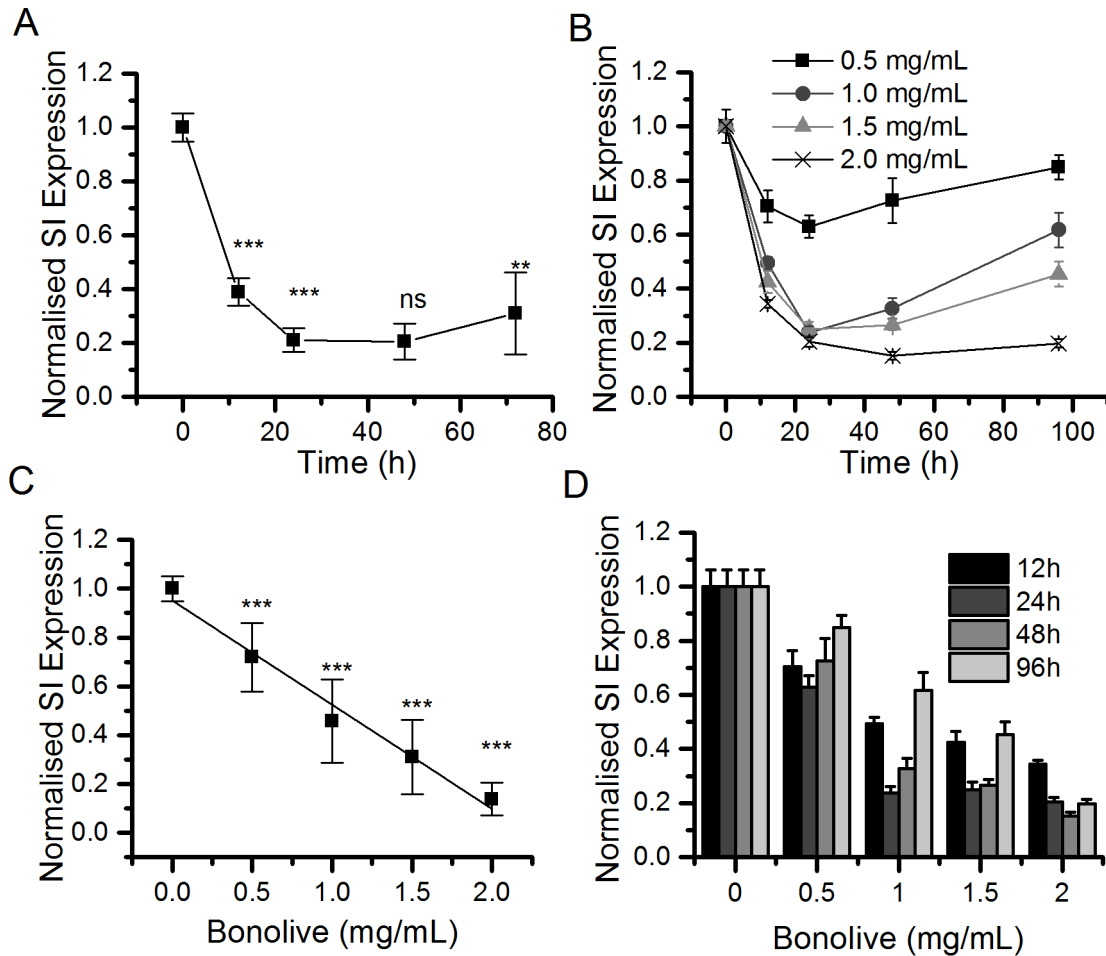 A
Normalised SI Expression
1.2
1.0
0.8
0.6
0.4
0.2
0.0
***
***
ns
**
0 20 40 60 80
Time (h)
B
Normalised SI Expression
1.2
1.0
0.8
0.6
0.4
0.2
0.0
0.5 mg/mL
1.0 mg/mL
1.5 mg/mL
2.0 mg/mL
0 20 40 60 80 100
Time (h)
C
Normalised SI Expression
1.2
1.0
0.8
0.6
0.4
0.2
0.0
***
***
***
***
0.0 0.5 1.0 1.5 2.0
Bonolive (mg/mL)
D
Normalised SI Expression
1.2
1.0
0.8
0.6
0.4
0.2
0.0
12h
24h
48h
96h
0 0.5 1 1.5 2
Bonolive (mg/mL)